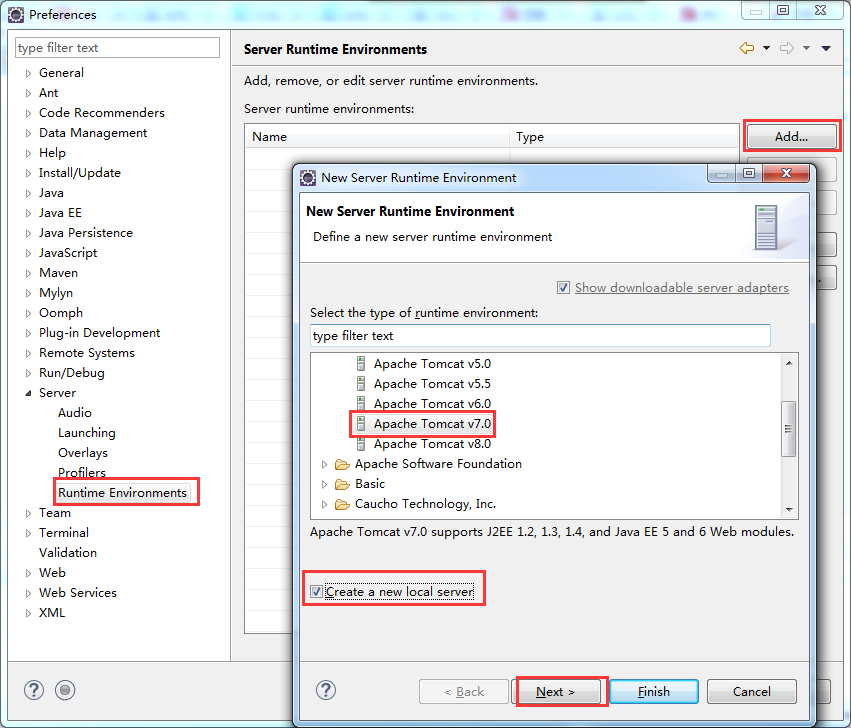 Preferences
type filter text
General
Ant
Code Recommenders
Data Management
Help
Install/Update
Java
Java EE
Java Persistence
JavaScript
Maven
Mylyn
Oomph
Plug-in Development
Remote Systems
Run/Debug
Server
Audio
Launching
Overlays
Profilers
Runtime Environments
Team
Terminal
Validation
Web
Web Services
XML
Server Runtime Environments
Add, remove, or edit server runtime environments.
Server runtime environments:
Name Type
Add...
New Server Runtime Environment
New Server Runtime Environment
Define a new server runtime environment
Show downloadable server adapters
Select the type of runtime environment:
type filter text
Apache Tomcat v5.0
Apache Tomcat v5.5
Apache Tomcat v6.0
Apache Tomcat v7.0
Apache Tomcat v8.0
Apache Software Foundation
Basic
Caucho Technology, Inc.
Apache Tomcat v7.0 supports J2EE 1.2, 1.3, 1.4, and Java EE 5 and 6 Web modules.
Create a new local server
< Back Next > Finish Cancel